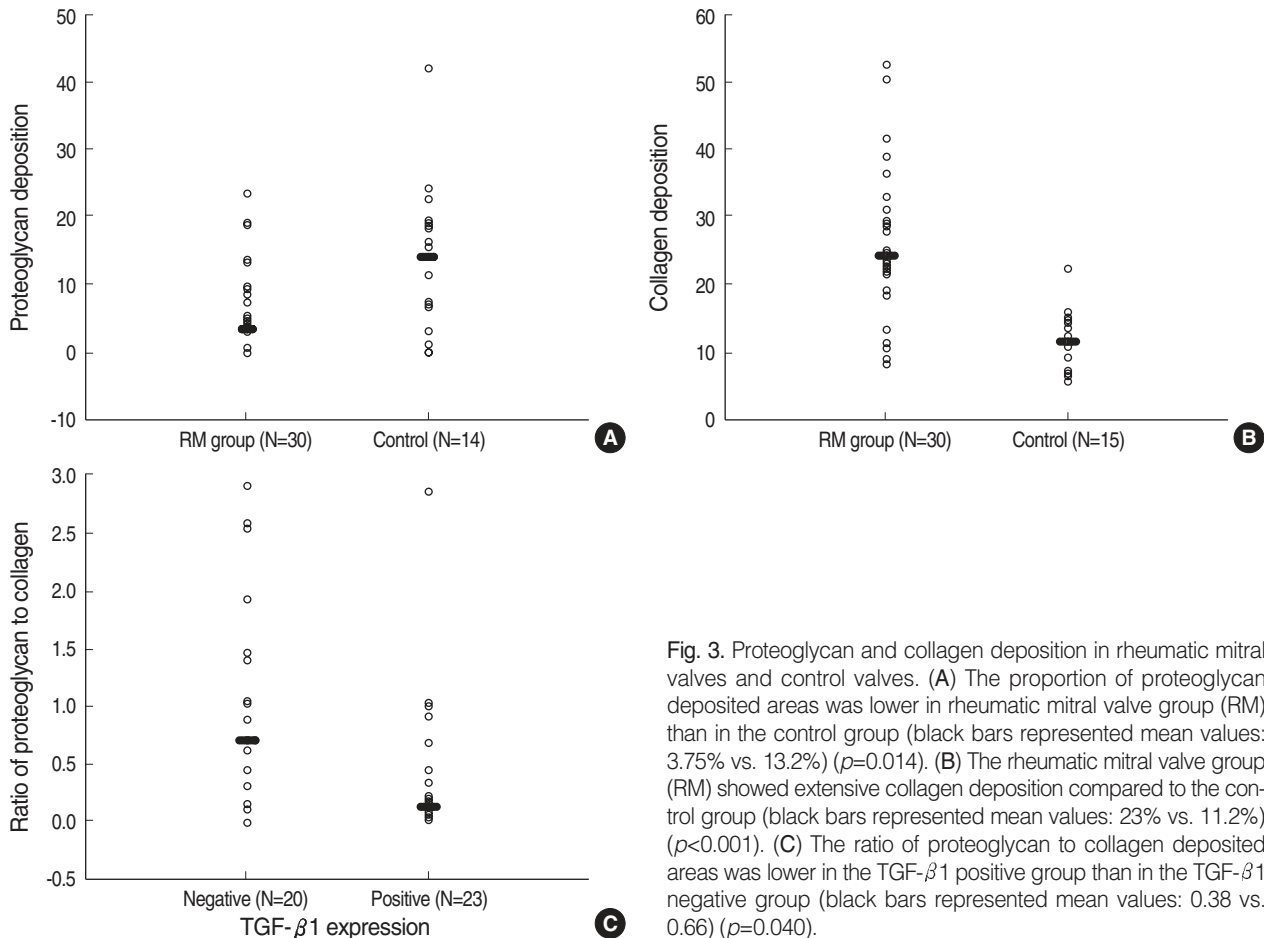 50
40
30
20
10
0
-10
Proteoglycan deposition
RM group (N=30)
Control (N=14)
A
60
50
40
30
20
10
0
Collagen deposition
RM group (N=30)
Control (N=15)
B
3.0
2.5
2.0
1.5
1.0
0.5
0.0
-0.5
Ratio of proteoglycan to collagen
Negative (N=20)
Positive (N=23)
TGF-β1 expression
C
Fig. 3. Proteoglycan and collagen deposition in rheumatic mitral
valves and control valves. (A) The proportion of proteoglycan
deposited areas was lower in rheumatic mitral valve group (RM)
than in the control group (black bars represented mean values:
3.75% vs. 13.2%) (p=0.014). (B) The rheumatic mitral valve group
(RM) showed extensive collagen deposition compared to the con-
trol group (black bars represented mean values: 23% vs. 11.2%)
(p<0.001). (C) The ratio of proteoglycan to collagen deposited
areas was lower in the TGF-β1 positive group than in the TGF-β1
negative group (black bars represented mean values: 0.38 vs.
0.66) (p=0.040).